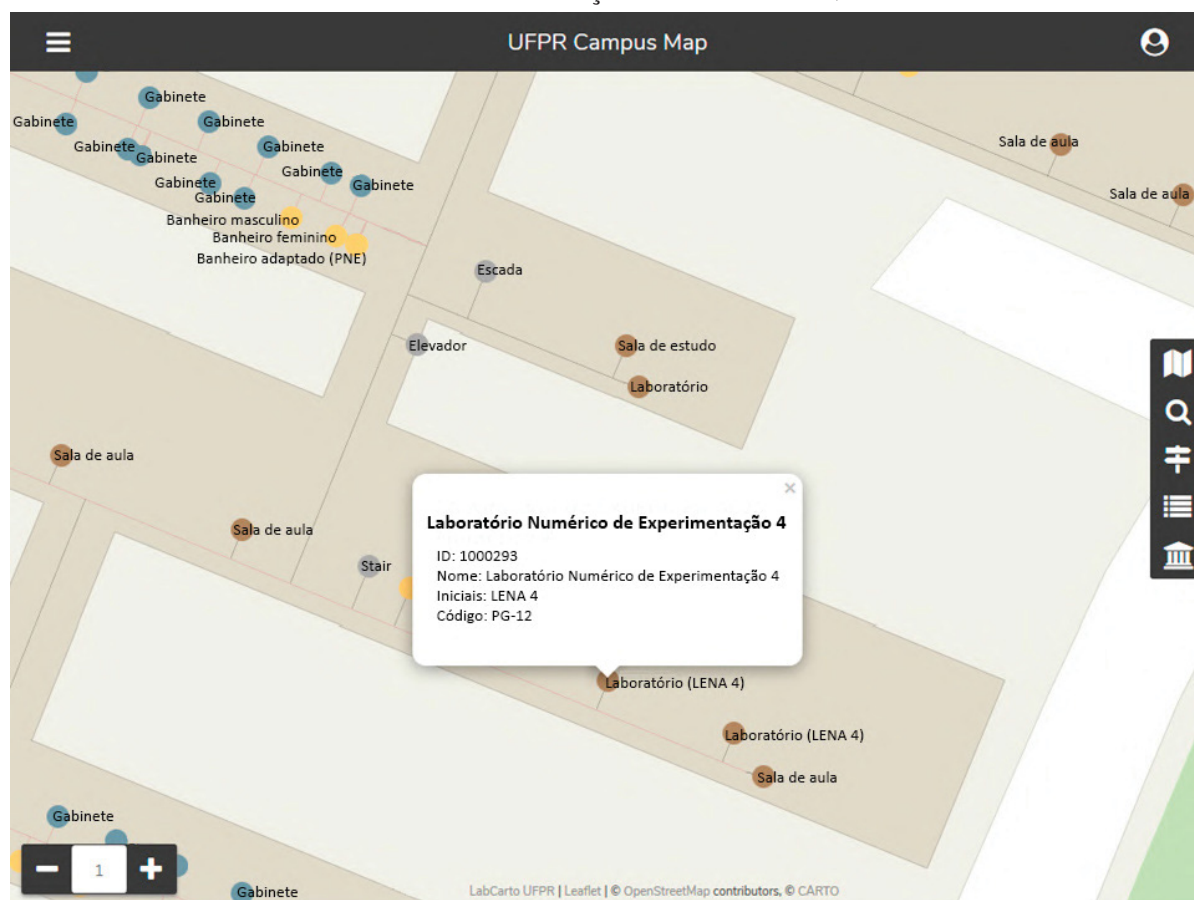 UFPR Campus Map
Gabinete
Gabinete
Gabinete
Sala de aula
Gabinete
Gabinete
Gabinete
Gabinete
Gabinete
Gabinete
Gabinete
Sala de aula
Banheiro masculino
Banheiro feminino
Banheiro adaptado (PNE)
Escada
Elevador
Sala de estudo
Laboratório
Sala de aula
×
Laboratório Numérico de Experimentação 4
Sala de aula
ID: 1000293
Stair
Nome: Laboratório Numérico de Experimentação 4
Iniciais: LENA 4
Código: PG-12
Laboratório (LENA 4)
Laboratório (LENA 4)
Sala de aula
Gabinete
1
Gabinete
LabCarto UFPR | Leaflet | © OpenStreetMap contributors, © CARTO